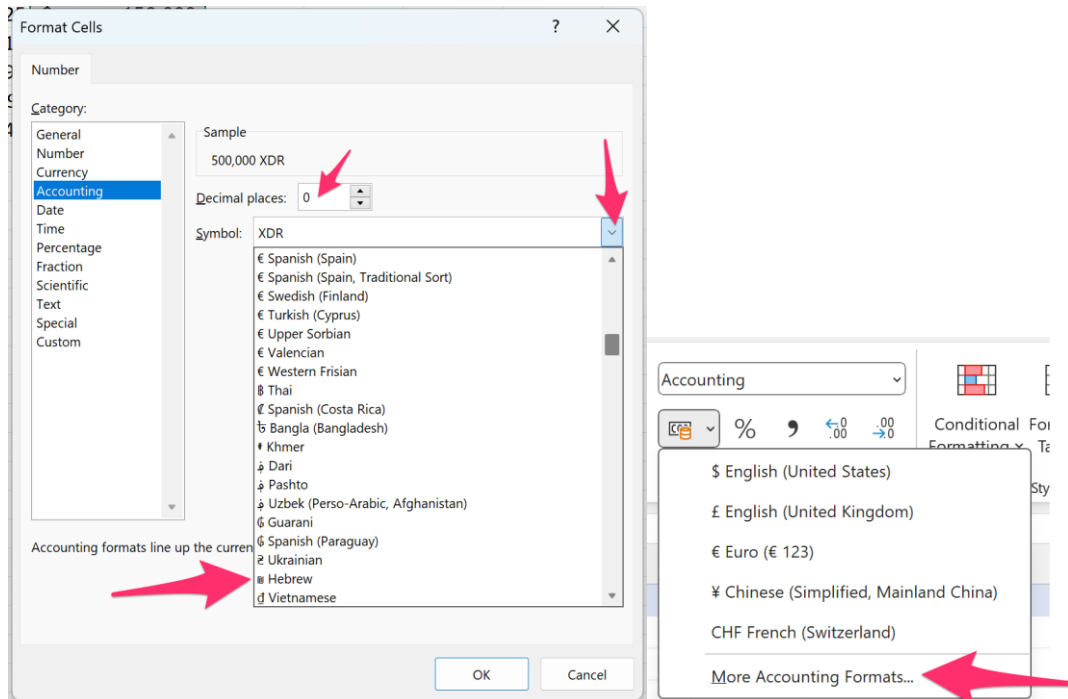 Format Cells
?
Number
Category:
General
Number
Currency
Accounting
Date
Time
Percentage
Fraction
Scientific
Text
Special
Custom
Sample
500,000 XDR
Decimal places: 0
Symbol: XDR
€ Spanish (Spain)
€ Spanish (Spain, Traditional Sort)
€ Swedish (Finland)
€ Turkish (Cyprus)
€ Upper Sorbian
€ Valencian
€ Western Frisian
฿ Thai
₡ Spanish (Costa Rica)
৳ Bangla (Bangladesh)
៛ Khmer
؋ Dari
؋ Pashto
؋ Uzbek (Perso-Arabic, Afghanistan)
₲ Guarani
₲ Spanish (Paraguay)
₴ Ukrainian
₪ Hebrew
₫ Vietnamese
Accounting formats line up the curren
OK
Cancel
Accounting
%
Conditional
Formatting
$ English (United States)
£ English (United Kingdom)
€ Euro (€ 123)
¥ Chinese (Simplified, Mainland China)
CHF French (Switzerland)
More Accounting Formats...